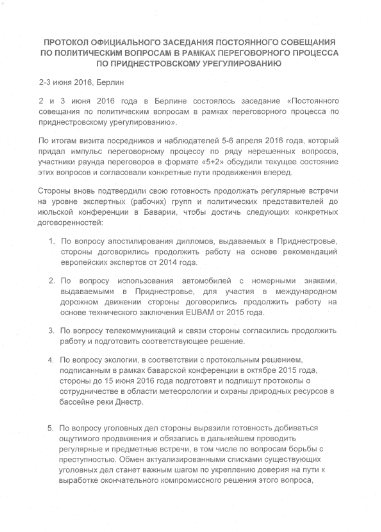 ПРОТОКОЛ ОФИЦИАЛЬНОГО ЗАСЕДАНИЯ ПОСТОЯННОГО СОВЕЩАНИЯ
ПО ПОЛИТИЧЕСКИМ ВОПРОСАМ В РАМКАХ ПЕРЕГОВОРНОГО ПРОЦЕССА
ПО ПРИДНЕСТРОВСКОМУ УРЕГУЛИРОВАНИЮ
2-3 июня 2016, Берлин
2 и 3 июня 2016 года в Берлине состоялось заседание «Постоянного
совещания по политическим вопросам в рамках переговорного процесса по
приднестровскому урегулированию».
По итогам визита посредников и наблюдателей 5-6 апреля 2016 года, который
придал импульс переговорному процессу по ряду нерешенных вопросов,
участники раунда переговоров в формате «5+2» обсудили текущее состояние
этих вопросов и согласовали конкретные пути продвижения вперед.
Стороны вновь подтвердили свою готовность продолжать регулярные встречи
на уровне экспертных (рабочих) групп и политических представителей до
июльской конференции в Баварии, чтобы достичь следующих конкретных
договоренностей:
1. По вопросу апостилирования дипломов, выдаваемых в Приднестровье,
стороны договорились продолжить работу на основе рекомендаций
европейских экспертов от 2014 года.
2. По вопросу использования автомобилей с номерными знаками,
выдаваемыми в Приднестровье, для участия в международном
дорожном движении стороны договорились продолжить работу на
основе технического заключения EUBAM от 2015 года.
3. По вопросу телекоммуникаций и связи стороны согласились продолжить
работу и подготовить соответствующее решение.
4. По вопросу экологии, в соответствии с протокольным решением,
подписанным в рамках баварской конференции в октябре 2015 года,
стороны до 15 июня 2016 года подготовят и подпишут протоколы о
сотрудничестве в области метеорологии и охраны природных ресурсов в
бассейне реки Днестр.
5. По вопросу уголовных дел стороны выразили готовность добиваться
ощутимого продвижения и обязались в дальнейшем проводить
регулярные и предметные встречи, в том числе по вопросам борьбы с
преступностью. Обмен актуализированными списками существующих
уголовных дел станет важным шагом по укреплению доверия на пути к
выработке окончательного компромиссного решения этого вопроса,